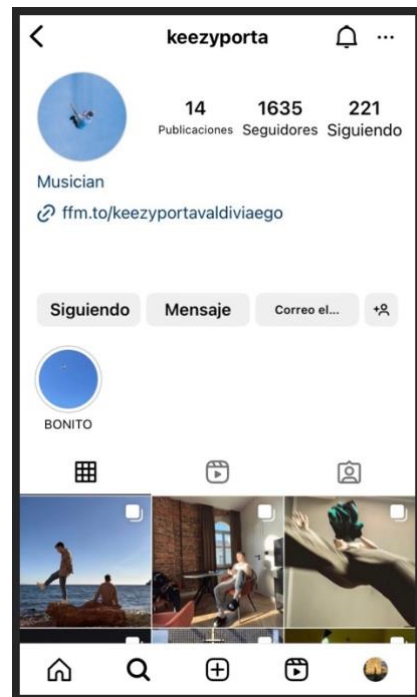 keezyporta
14 1635 221
Publicaciones Seguidores Siguiendo
Musician
ffm.to/keezyportavaldiviaego
Siguiendo Mensaje Correo el...
BONITO